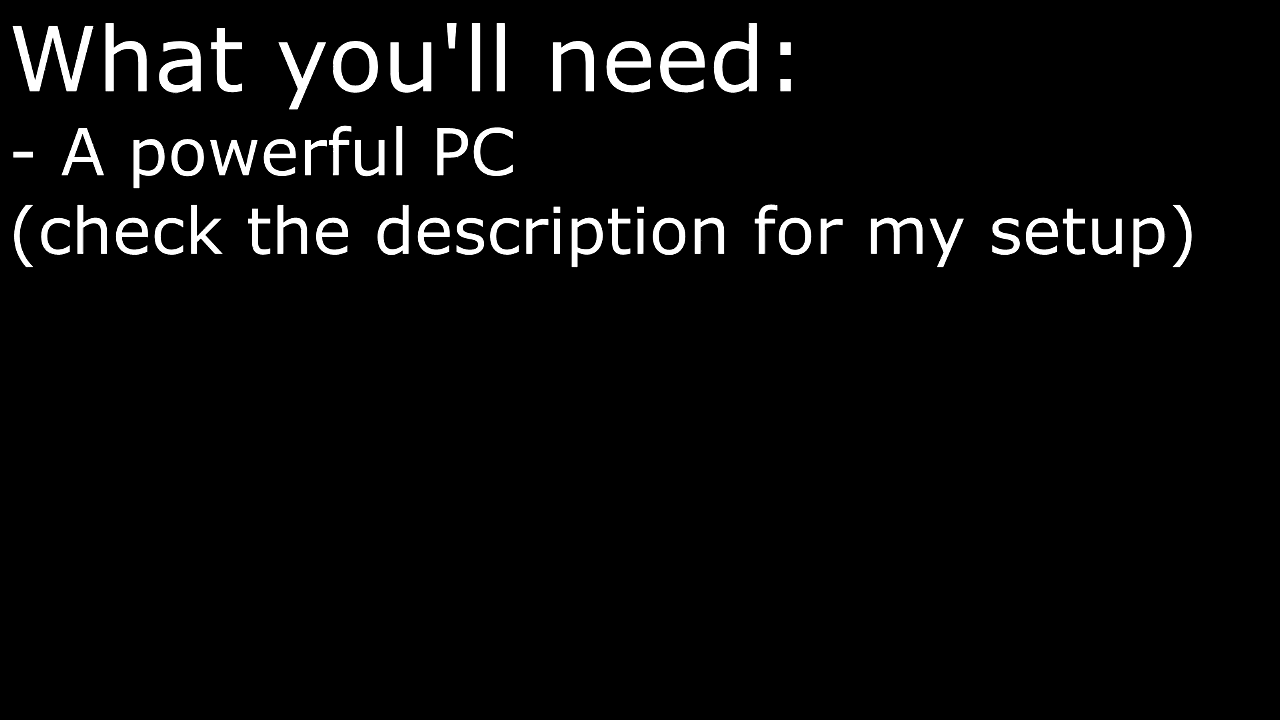 What you'll need:
- A powerful PC
(check the description for my setup)